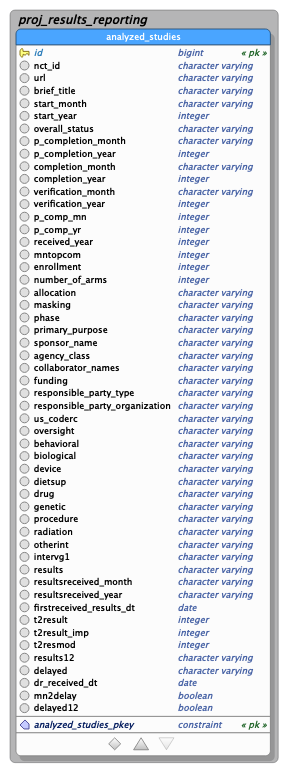 proj_results_reporting
analyzed_studies
id bigint « pk »
nct_id character varying
url character varying
brief_title character varying
start_month character varying
start_year integer
overall_status character varying
p_completion_month character varying
p_completion_year integer
completion_month character varying
completion_year integer
verification_month character varying
verification_year integer
p_comp_mn integer
p_comp_yr integer
received_year integer
mntopcom integer
enrollment integer
number_of_arms integer
allocation character varying
masking character varying
phase character varying
primary_purpose character varying
sponsor_name character varying
agency_class character varying
collaborator_names character varying
funding character varying
responsible_party_type character varying
responsible_party_organization character varying
us_coderc character varying
oversight character varying
behavioral character varying
biological character varying
device character varying
dietsup character varying
drug character varying
genetic character varying
procedure character varying
radiation character varying
otherint character varying
intervg1 character varying
results character varying
resultsreceived_month character varying
resultsreceived_year character varying
firstreceived_results_dt date
t2result integer
t2result_imp integer
t2resmod integer
results12 character varying
delayed character varying
dr_received_dt date
mn2delay boolean
delayed12 boolean
analyzed_studies_pkey constraint « pk »